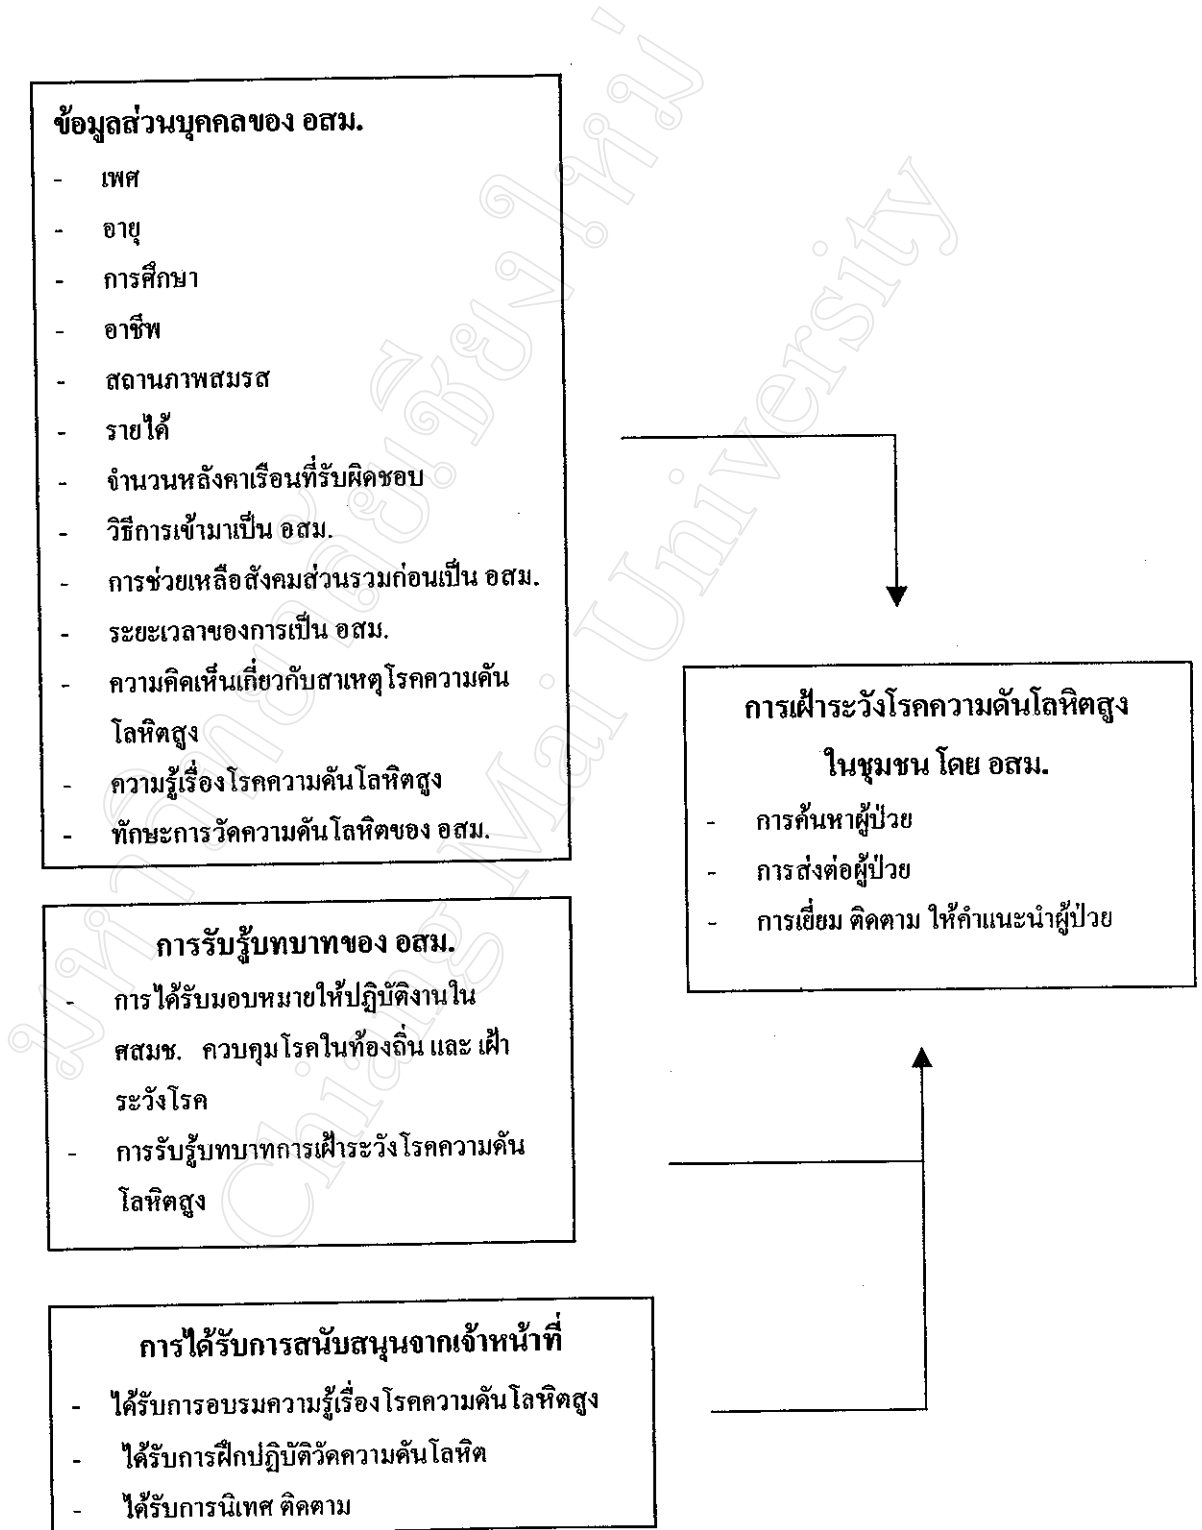 ข้อมูลส่วนบุคคลของ อสม.
- เพศ
- อายุ
- การศึกษา
- อาชีพ
- สถานภาพสมรส
- รายได้
- จำนวนหลังคาเรือนที่รับผิดชอบ
- วิธีการเข้ามาเป็น อสม.
- การช่วยเหลือสังคมส่วนรวมก่อนเป็น อสม.
- ระยะเวลาของการเป็น อสม.
- ความคิดเห็นเกี่ยวกับสาเหตุโรคความดัน
โลหิตสูง
- ความรู้เรื่องโรคความดันโลหิตสูง
- ทักษะการวัดความดันโลหิตของ อสม.
การรับรู้บทบาทของ อสม.
- การได้รับมอบหมายให้ปฏิบัติงานใน
ศสมช. ควบคุมโรคในท้องถิ่น และ เฝ้า
ระวังโรค
- การรับรู้บทบาทการเฝ้าระวังโรคความดัน
โลหิตสูง
การได้รับการสนับสนุนจากเจ้าหน้าที่
- ได้รับการอบรมความรู้เรื่องโรคความดันโลหิตสูง
- ได้รับการฝึกปฏิบัติวัดความดันโลหิต
- ได้รับการนิเทศ ติดตาม
การเฝ้าระวังโรคความดันโลหิตสูง
ในชุมชน โดย อสม.
- การค้นหาผู้ป่วย
- การส่งต่อผู้ป่วย
- การเยี่ยม ติดตาม ให้คำแนะนำผู้ป่วย
มหาวิทยาลัยเชียงใหม่
Chiang Mai University